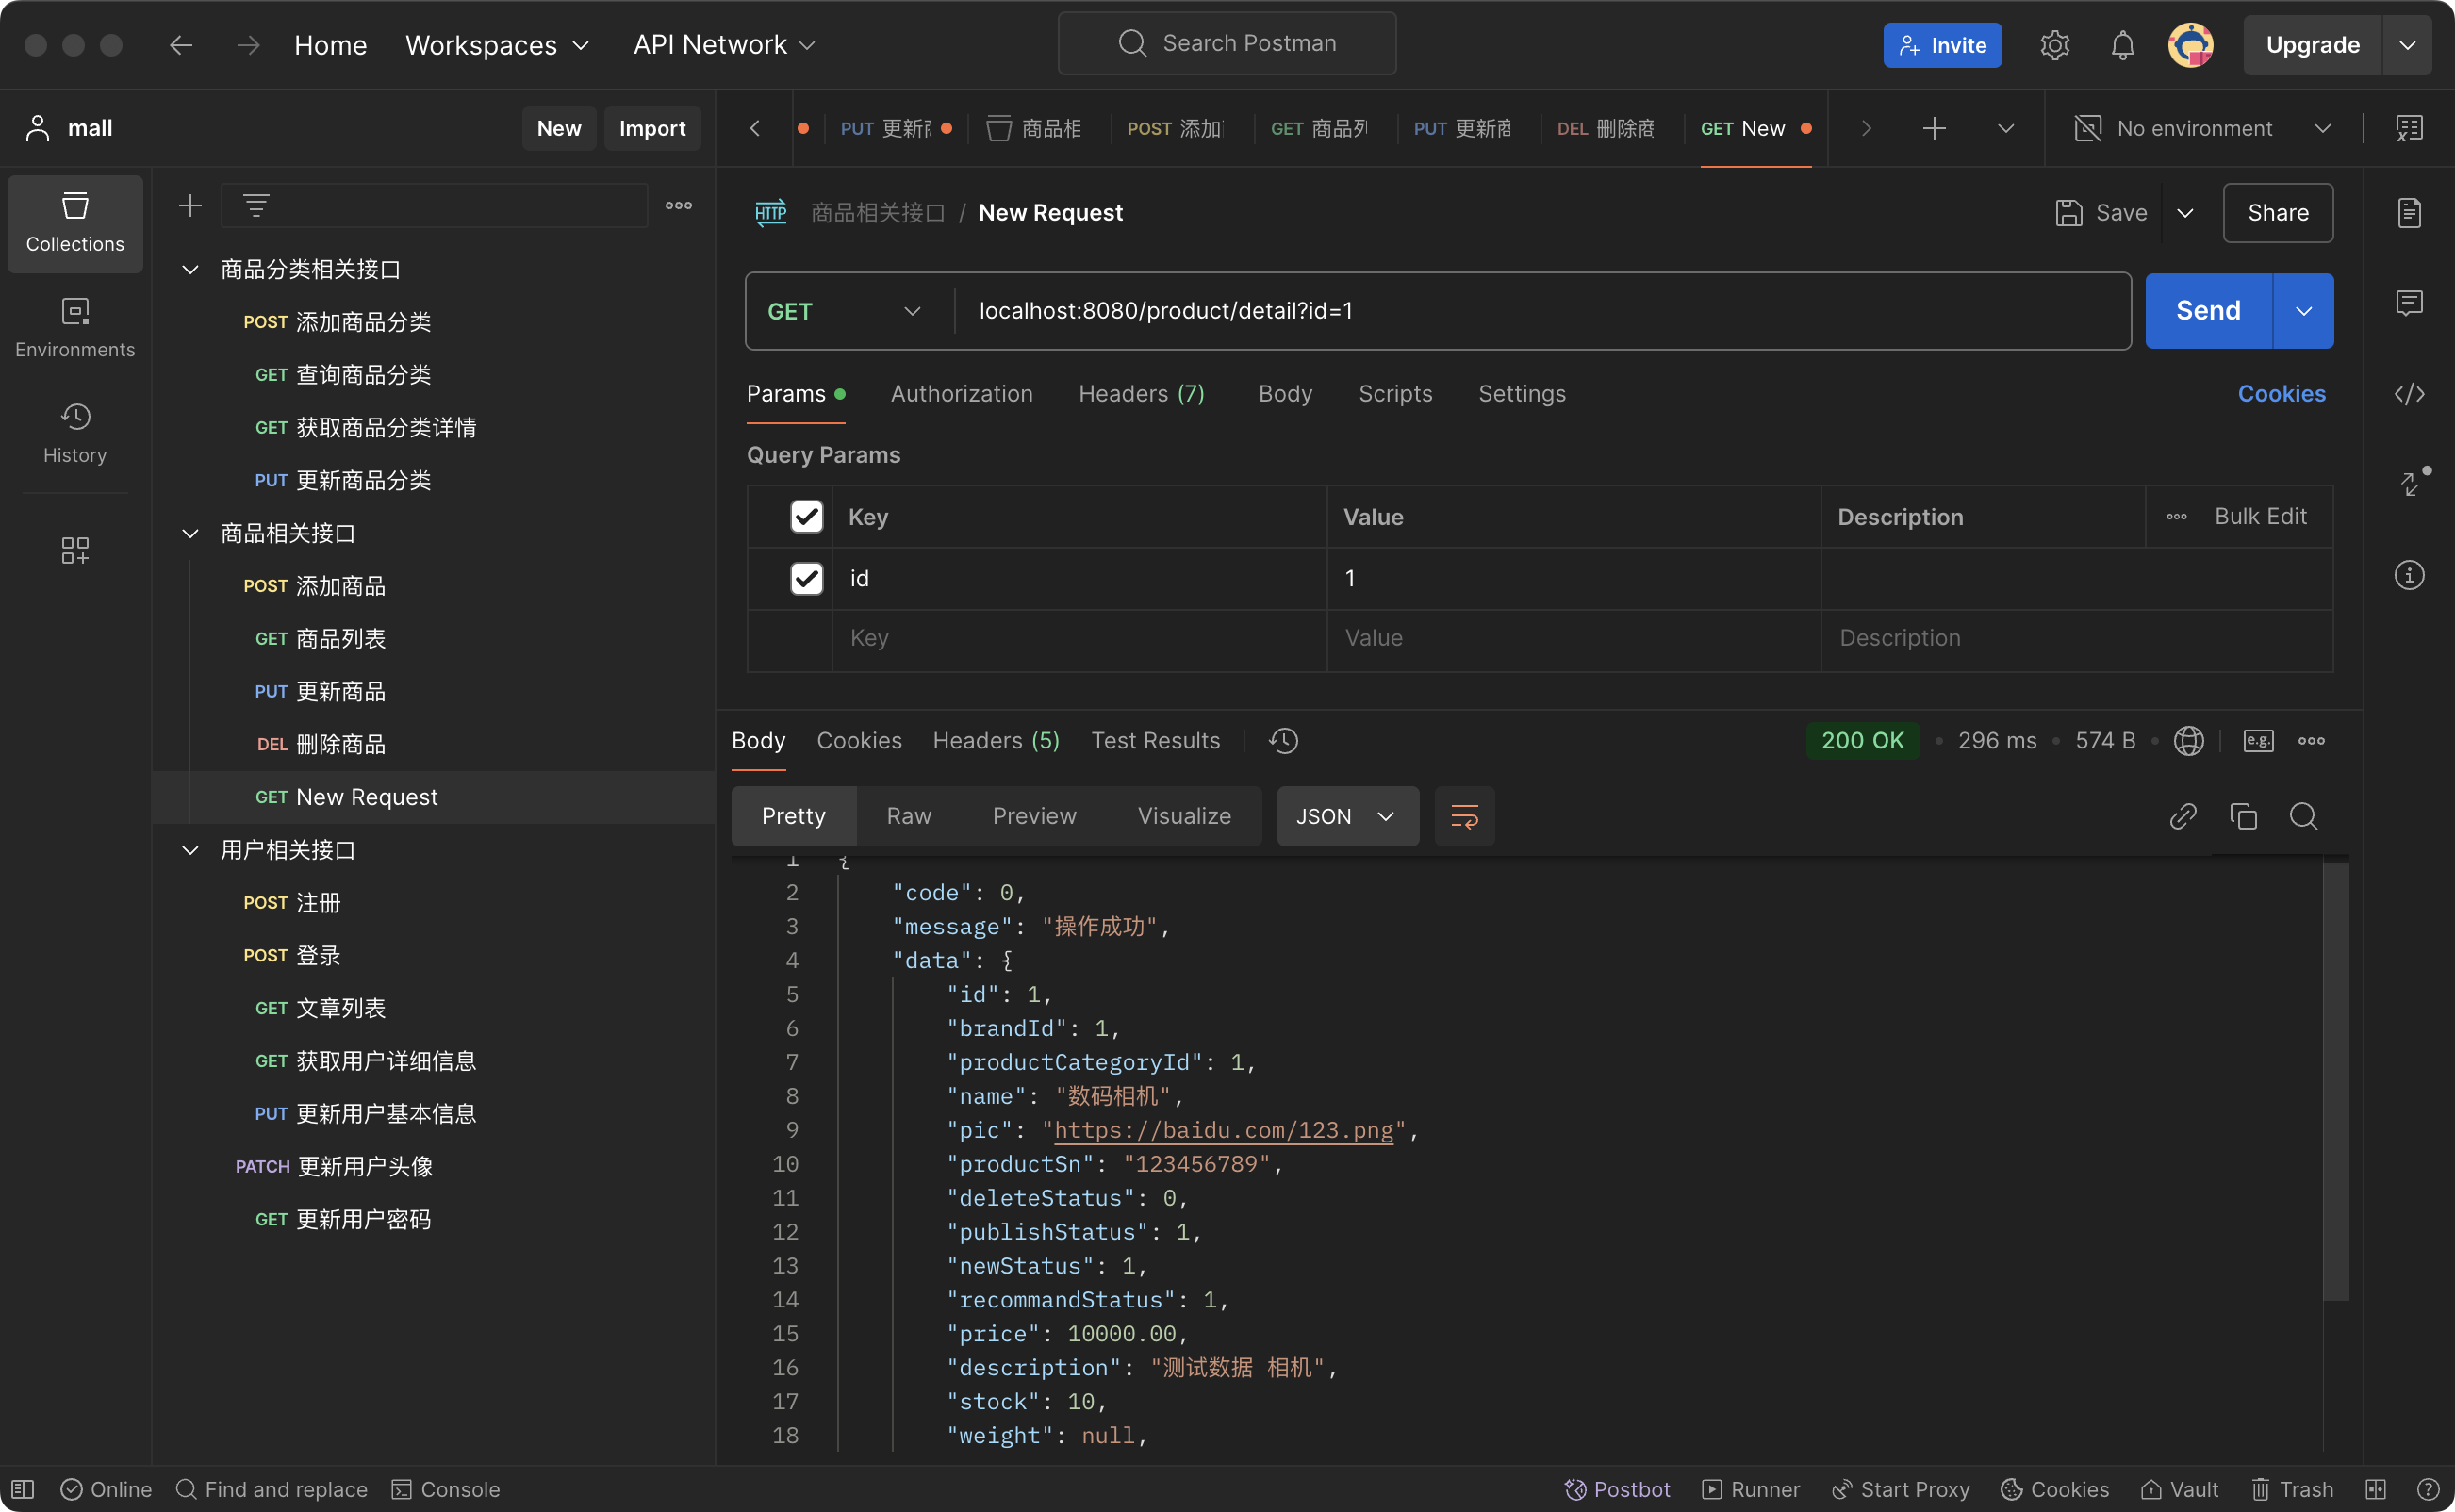 Home
Workspaces
API Network
Search Postman
Invite
Upgrade
mall
New
Import
PUT 更新商
商品相
POST 添加
GET 商品列
PUT 更新商
DEL 删除商
GET New
No environment
Collections
Environments
History
商品分类相关接口
POST 添加商品分类
GET 查询商品分类
GET 获取商品分类详情
PUT 更新商品分类
商品相关接口
POST 添加商品
GET 商品列表
PUT 更新商品
DEL 删除商品
GET New Request
用户相关接口
POST 注册
POST 登录
GET 文章列表
GET 获取用户详细信息
PUT 更新用户基本信息
PATCH 更新用户头像
GET 更新用户密码
HTTP 商品相关接口 / New Request
Save
Share
GET
localhost:8080/product/detail?id=1
Send
Params
Authorization
Headers (7)
Body
Scripts
Settings
Cookies
Query Params
Key Value Description Bulk Edit
id 1
Key Value Description
Body
Cookies
Headers (5)
Test Results
200 OK
296 ms
574 B
e.g.
Pretty
Raw
Preview
Visualize
JSON
1 {
2 "code": 0,
3 "message": "操作成功",
4 "data": {
5 "id": 1,
6 "brandId": 1,
7 "productCategoryId": 1,
8 "name": "数码相机",
9 "pic": "https://baidu.com/123.png",
10 "productSn": "123456789",
11 "deleteStatus": 0,
12 "publishStatus": 1,
13 "newStatus": 1,
14 "recommandStatus": 1,
15 "price": 10000.00,
16 "description": "测试数据 相机",
17 "stock": 10,
18 "weight": null,
Online
Find and replace
Console
Postbot
Runner
Start Proxy
Cookies
Vault
Trash